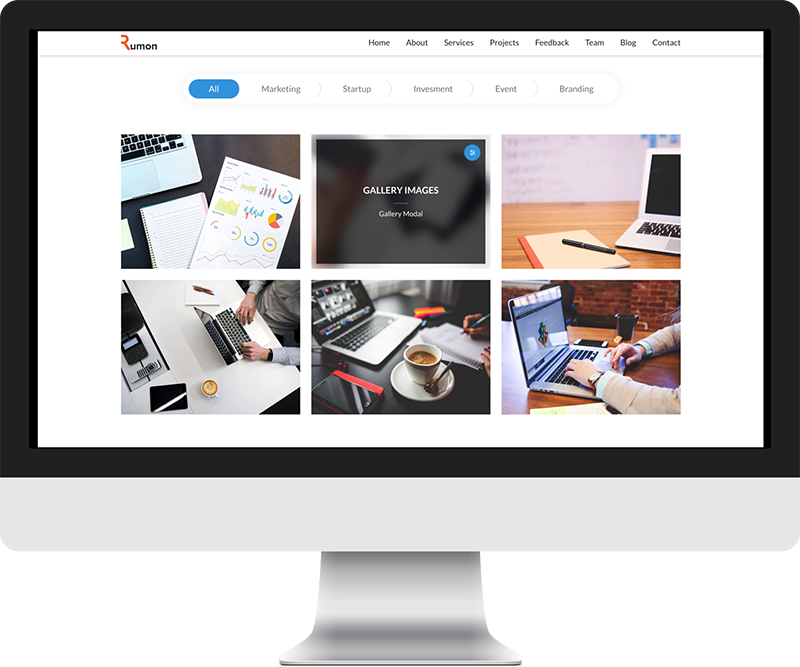 Rumon
Home About Services Projects Feedback Team Blog Contact
All Marketing Startup Invesment Event Branding
GALLERY IMAGES
Gallery Modal